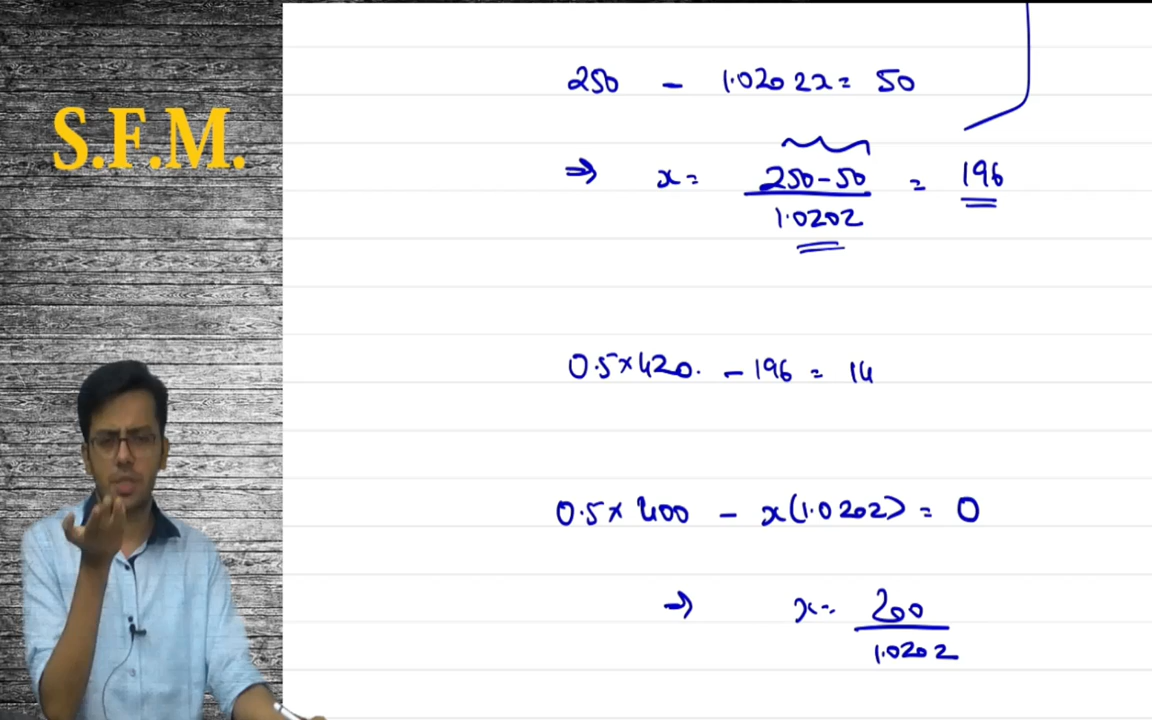 S.F.M.
250 - 1.0202x = 50
⇒ x = 250-50 / 1.0202 = 196
0.5×420. - 196 = 14
0.5×400 - x(1.0202) = 0
⇒ x = 200 / 1.0202